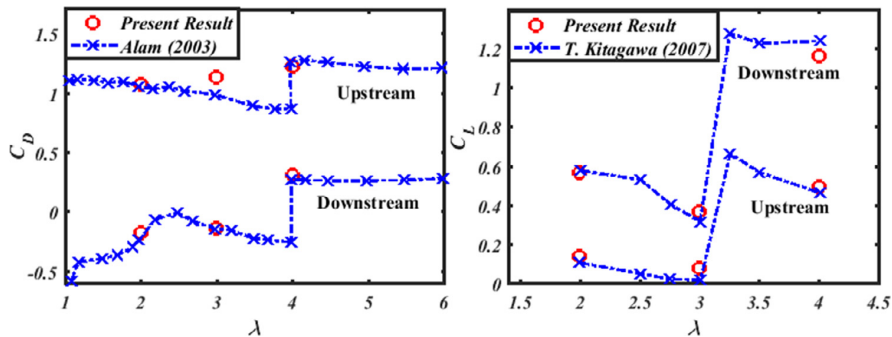 1.5
1
0.5
0
-0.5
C_D
Present Result
Alam (2003)
Upstream
Downstream
1 2 3 4 5 6
λ
1.2
1
0.8
0.6
0.4
0.2
0
C_L
Present Result
T. Kitagawa (2007)
Downstream
Upstream
1.5 2 2.5 3 3.5 4 4.5
λ